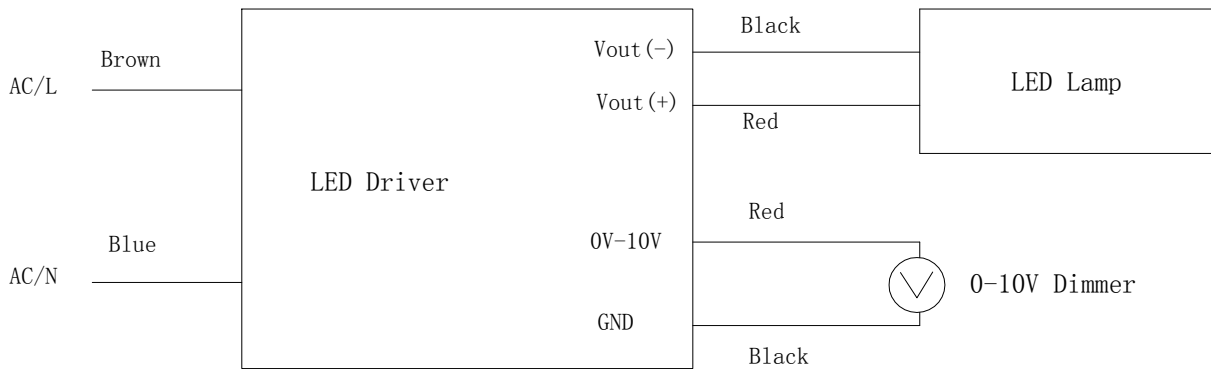 Brown
AC/L
Blue
AC/N
LED Driver
Vout(-)
Vout(+)
0V-10V
GND
Black
Red
LED Lamp
Red
0-10V Dimmer
Black